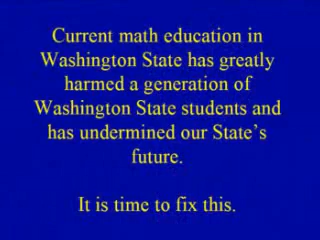 Current math education in
Washington State has greatly
harmed a generation of
Washington State students and
has undermined our State's
future.
It is time to fix this.